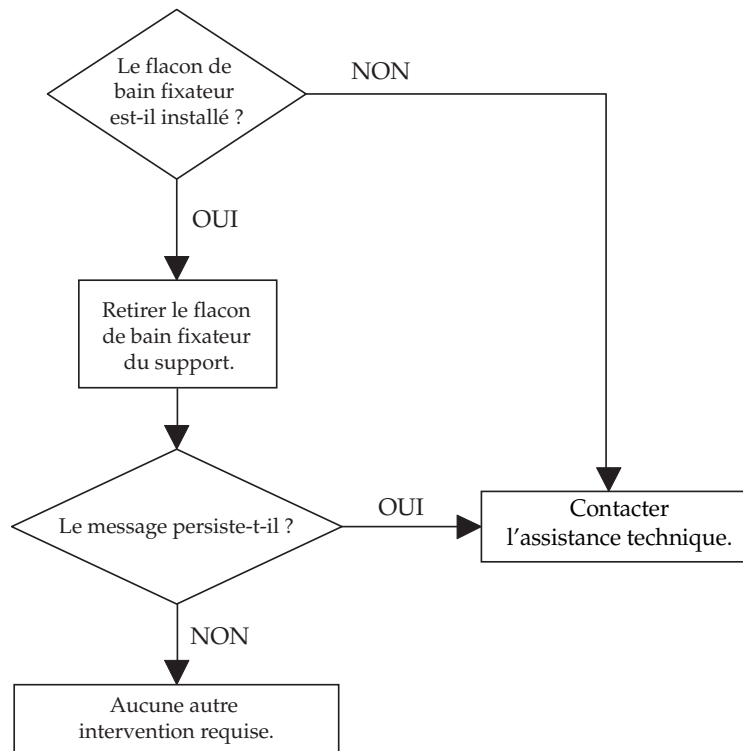 Le flacon de
bain fixateur
est-il installé ?
NON
OUI
Retirer le flacon
de bain fixateur
du support.
Le message persiste-t-il ?
OUI
Contacter
l’assistance technique.
NON
Aucune autre
intervention requise.